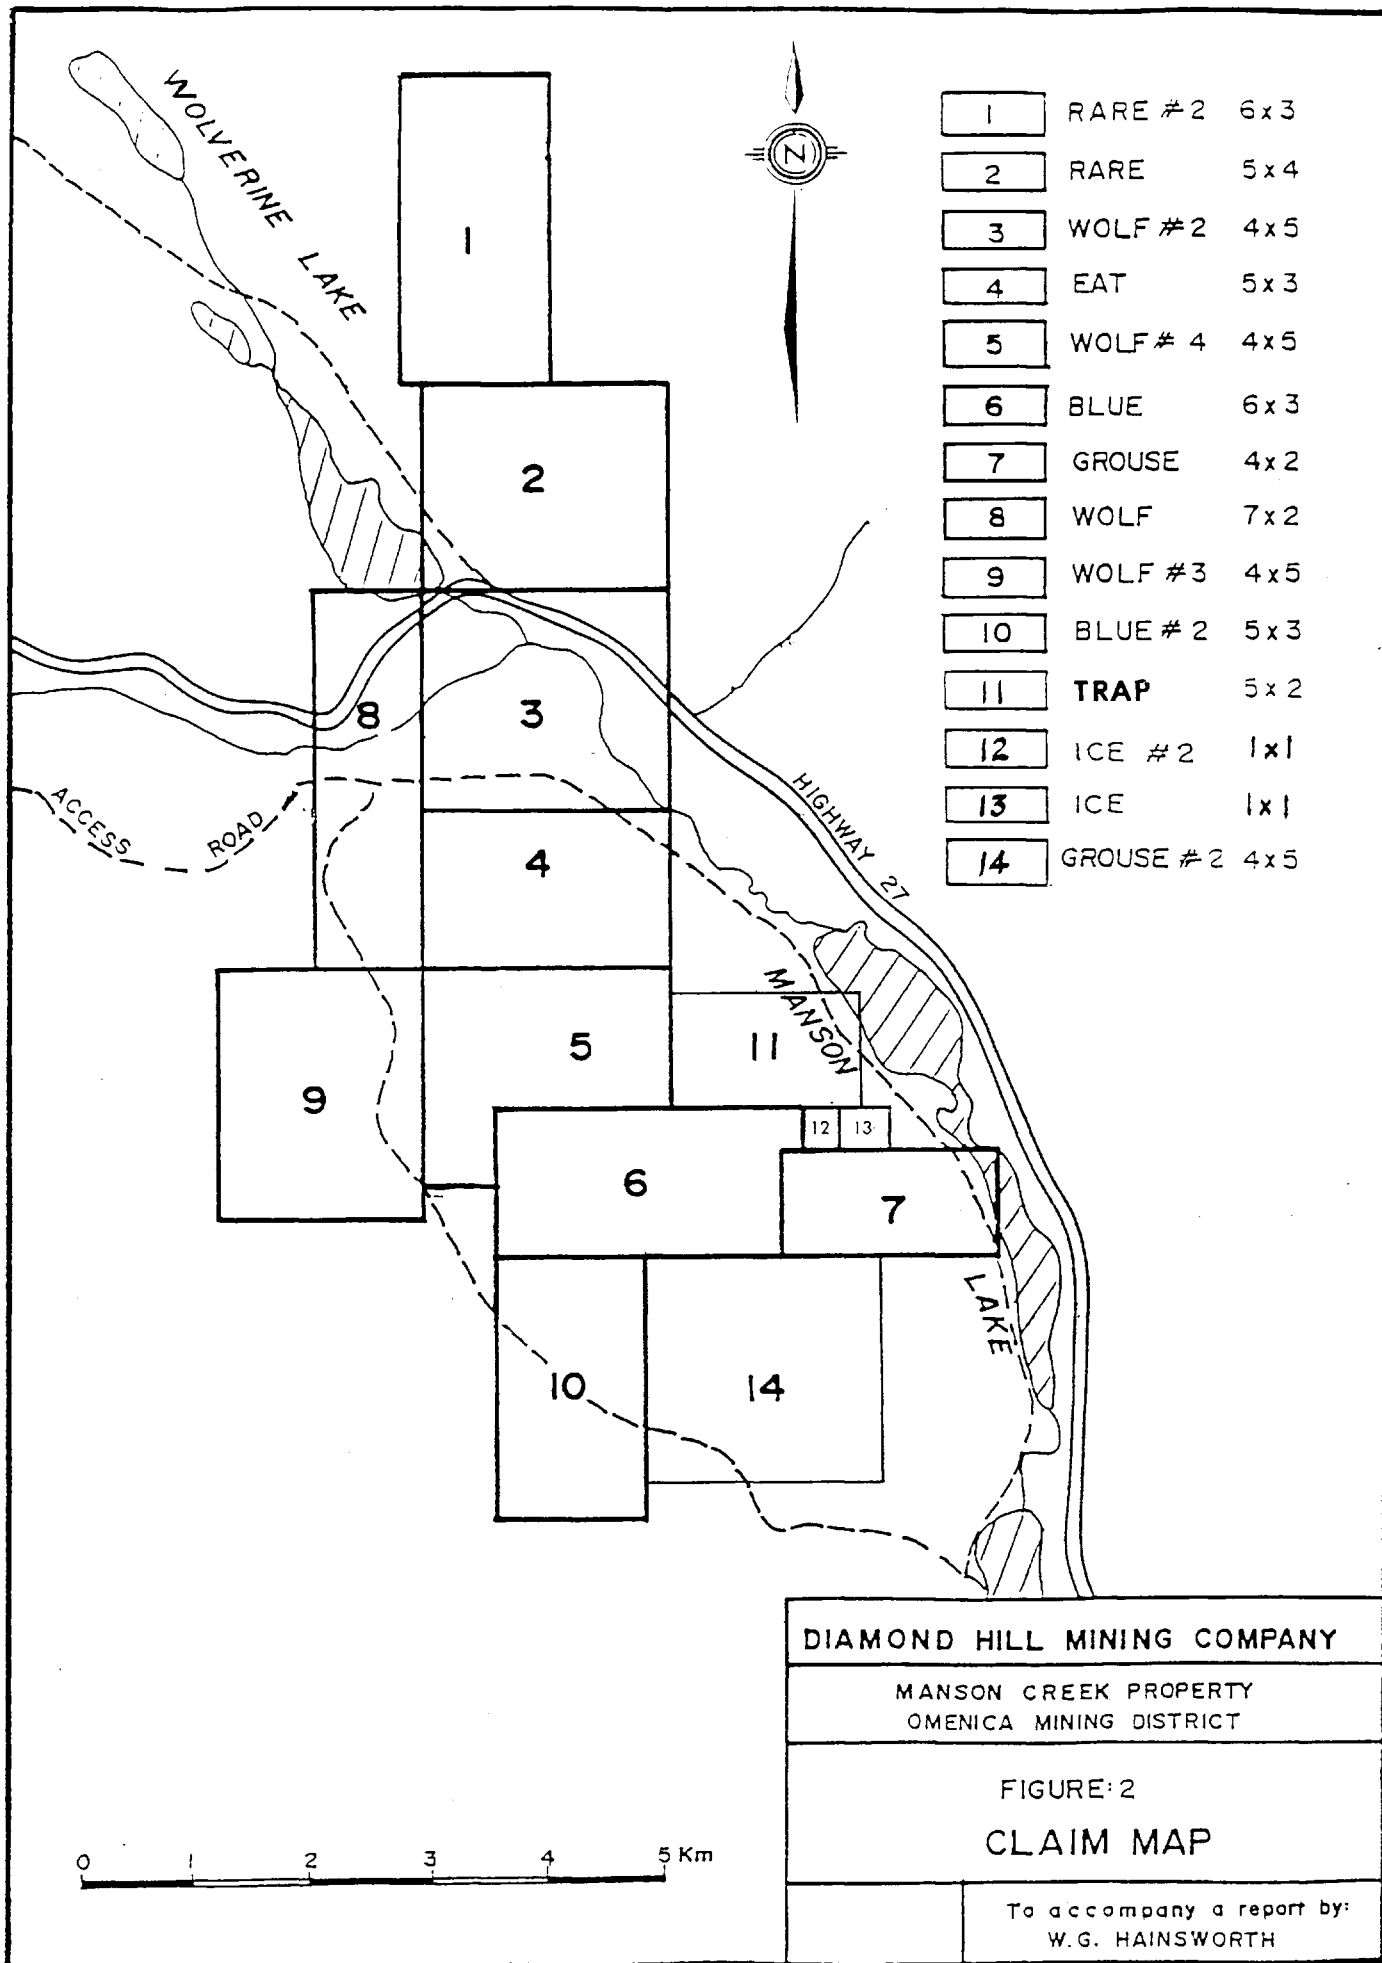 WOLVERINE LAKE
N
1 RARE #2 6x3
2 RARE 5x4
3 WOLF #2 4x5
4 EAT 5x3
5 WOLF # 4 4x5
6 BLUE 6x3
7 GROUSE 4x2
8 WOLF 7x2
9 WOLF #3 4x5
10 BLUE # 2 5x3
11 TRAP 5x2
12 ICE #2 1x1
13 ICE 1x1
14 GROUSE #2 4x5
1
2
8
3
HIGHWAY 27
ACCESS ROAD
4
MANSON LAKE
5
11
9
12
13
6
7
10
14
DIAMOND HILL MINING COMPANY
MANSON CREEK PROPERTY
OMENICA MINING DISTRICT
FIGURE: 2
CLAIM MAP
0 1 2 3 4 5 Km
To accompany a report by:
W.G. HAINSWORTH